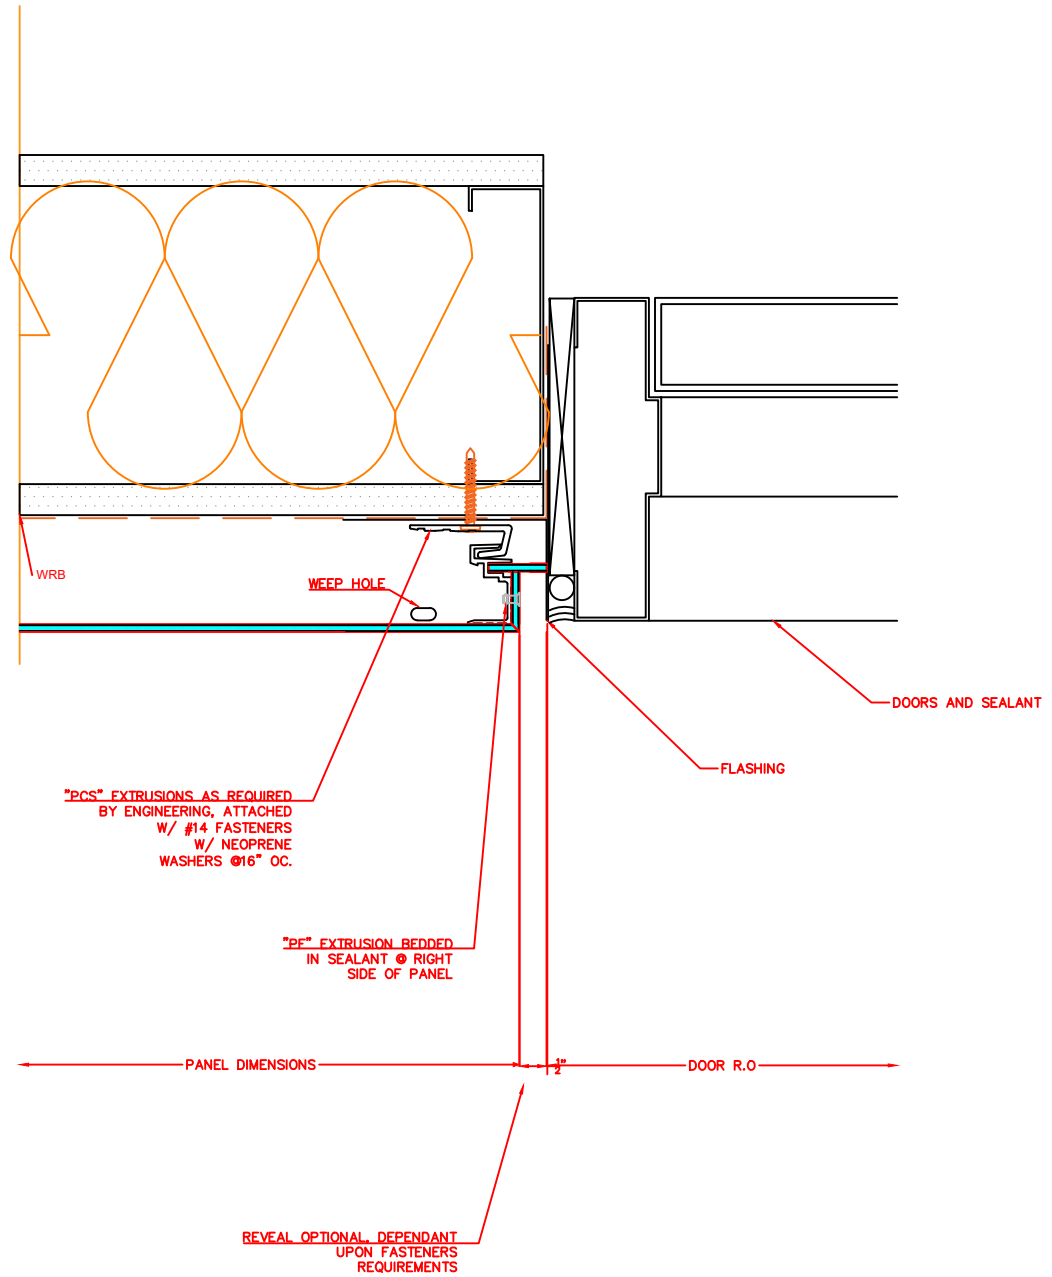 WRB
WEEP HOLE
DOORS AND SEALANT
FLASHING
"PCS" EXTRUSIONS AS REQUIRED
BY ENGINEERING, ATTACHED
W/ #14 FASTENERS
W/ NEOPRENE
WASHERS @16" OC.
"PF" EXTRUSION BEDDED
IN SEALANT @ RIGHT
SIDE OF PANEL
PANEL DIMENSIONS
1/2"
DOOR R.O
REVEAL OPTIONAL, DEPENDANT
UPON FASTENERS
REQUIREMENTS